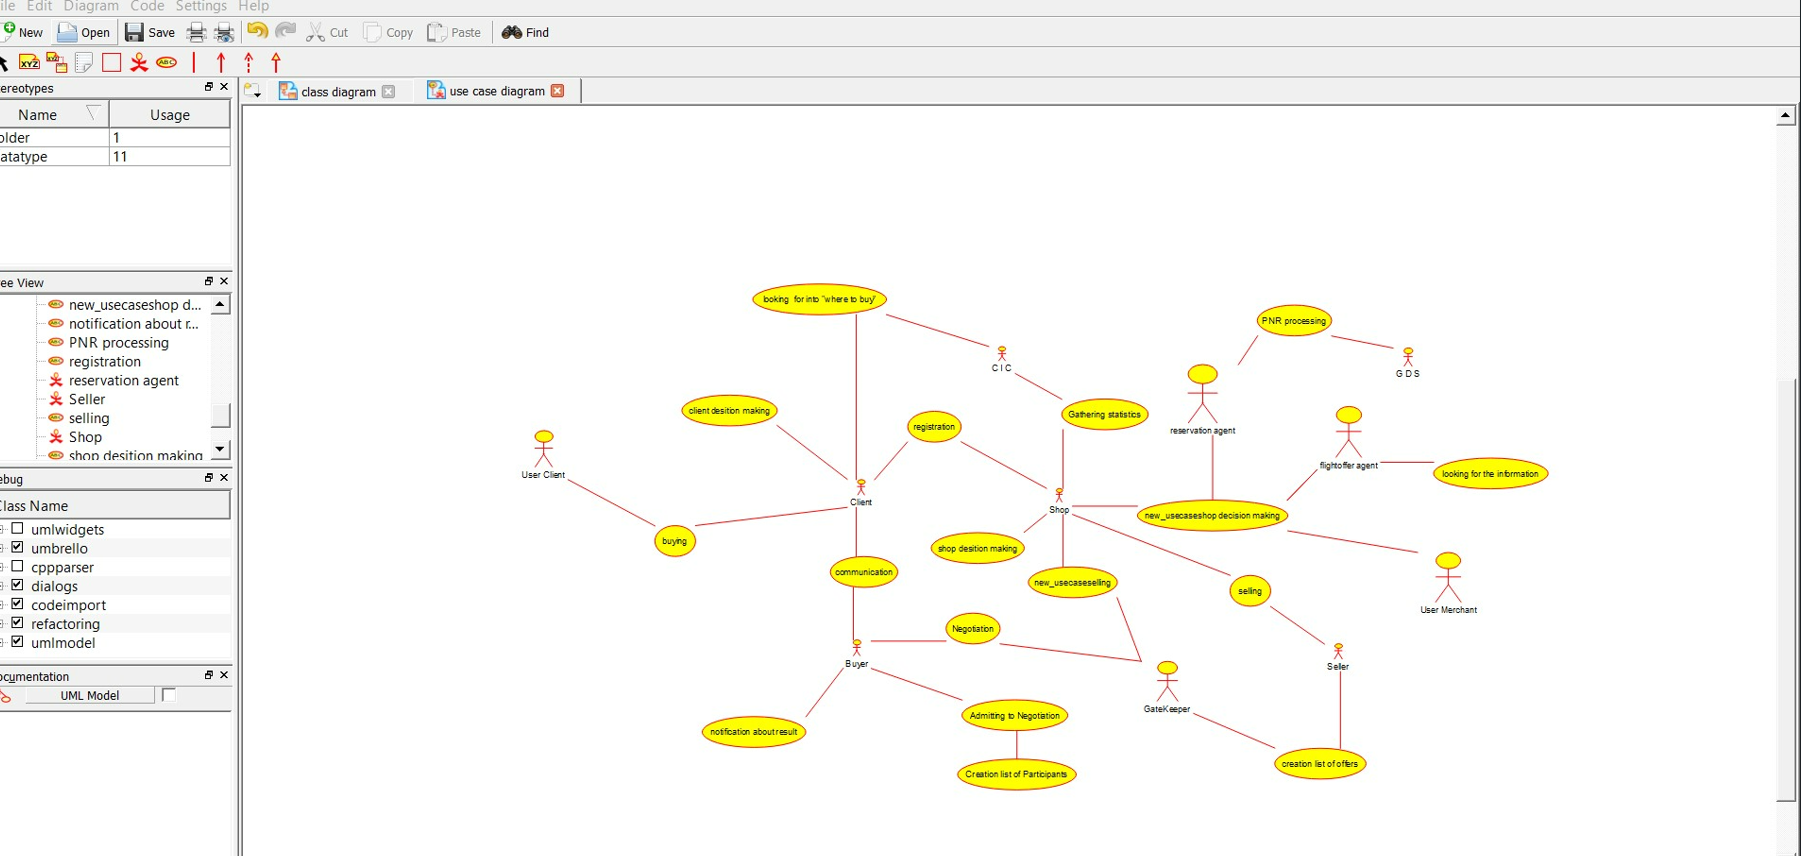 ile Edit Diagram Code Settings Help
New Open Save Cut Copy Paste Find
XYZ XYZ ABC
ereotypes
class diagram use case diagram
Name Usage
older 1
atatype 11
ee View
new_usecaseshop d...
notification about r...
PNR processing
registration
reservation agent
Seller
selling
Shop
shop desition making
ebug
Class Name
umlwidgets
umbrello
cppparser
dialogs
codeimport
refactoring
umlmodel
ocumentation
UML Model
looking for into "where to buy"
PNR processing
C I C
G D S
client desition making
Gathering statistics
registration
reservation agent
User Client
flightoffer agent
looking for the information
Client
Shop
new_usecaseshop decision making
buying
shop desition making
communication
new_usecaseselling
selling
User Merchant
Negotiation
Buyer
Seller
GateKeeper
Admitting to Negotiation
notification about result
creation list of offers
Creation list of Participants